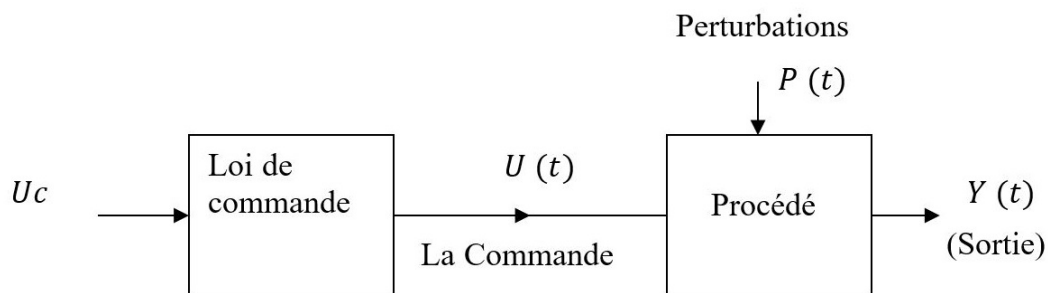 Perturbations
P (t)
Loi de
commande
Uc
U (t)
La Commande
Procédé
Y (t)
(Sortie)